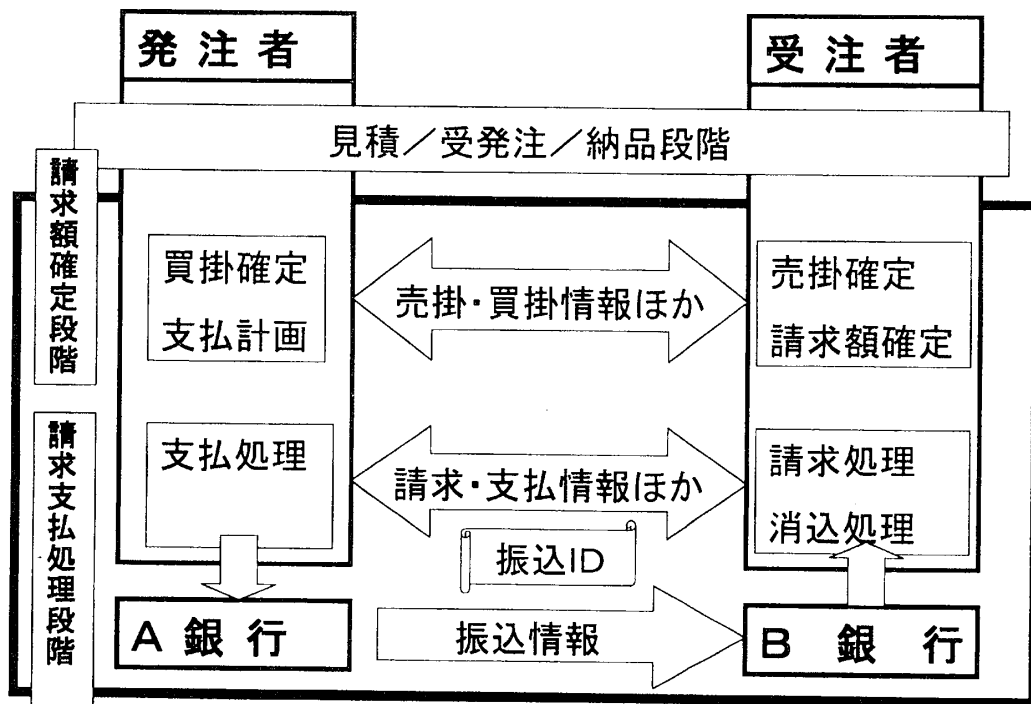 発注者
受注者
見積／受発注／納品段階
請求額確定段階
買掛確定
支払計画
売掛・買掛情報ほか
売掛確定
請求額確定
請求支払処理段階
支払処理
請求・支払情報ほか
請求処理
消込処理
振込ID
A 銀行
振込情報
B 銀行